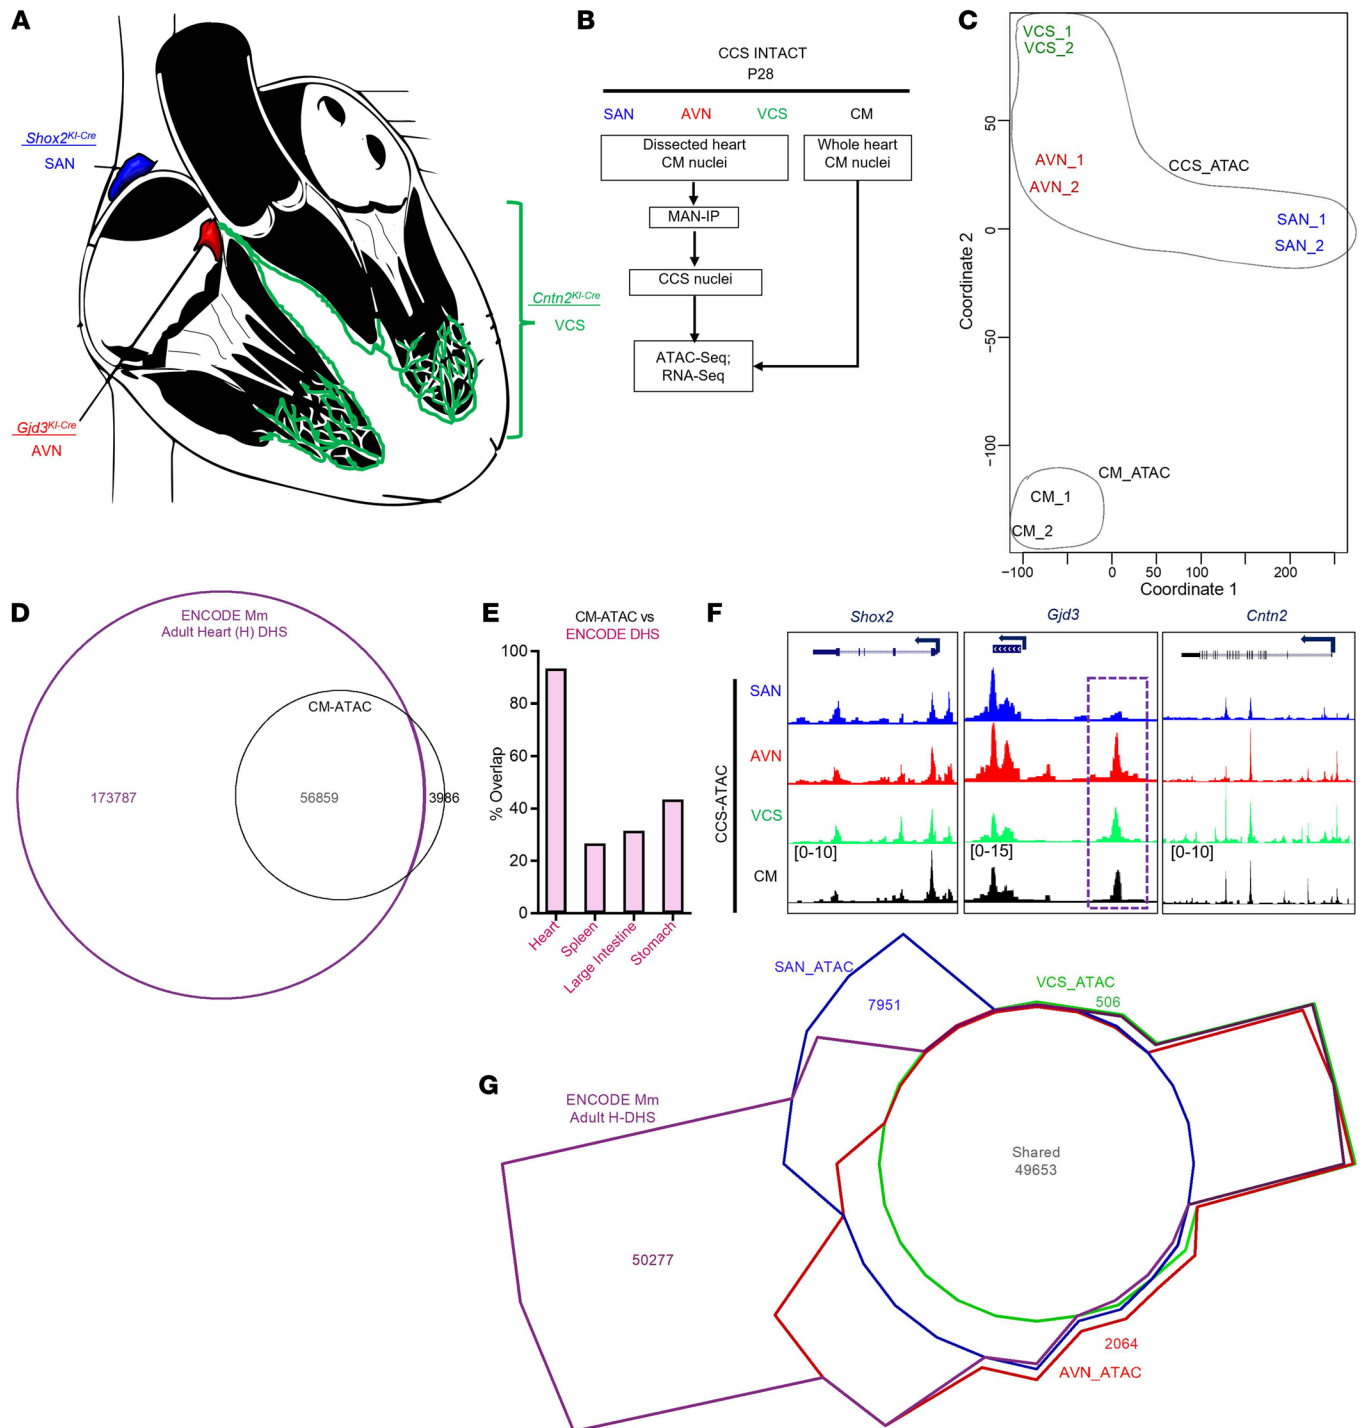 A
Shox2KI-Cre
SAN
Cntn2KI-Cre
VCS
Gjd3KI-Cre
AVN
B
CCS INTACT
P28
SAN
AVN
VCS
CM
Dissected heart
CM nuclei
Whole heart
CM nuclei
MAN-IP
CCS nuclei
ATAC-Seq;
RNA-Seq
C
VCS_1
VCS_2
AVN_1
AVN_2
CCS_ATAC
SAN_1
SAN_2
CM_ATAC
CM_1
CM_2
Coordinate 2
50
0
−50
−100
−100
0
50
100
200
Coordinate 1
D
ENCODE Mm
Adult Heart (H) DHS
CM-ATAC
173787
56859
3986
E
CM-ATAC vs
ENCODE DHS
% Overlap
100
80
60
40
20
0
Heart
Spleen
Large Intestine
Stomach
F
Shox2
Gjd3
Cntn2
CCS-ATAC
SAN
AVN
VCS
CM
[0-10]
[0-15]
[0-10]
G
SAN_ATAC
7951
VCS_ATAC
506
ENCODE Mm
Adult H-DHS
Shared
49653
50277
2064
AVN_ATAC